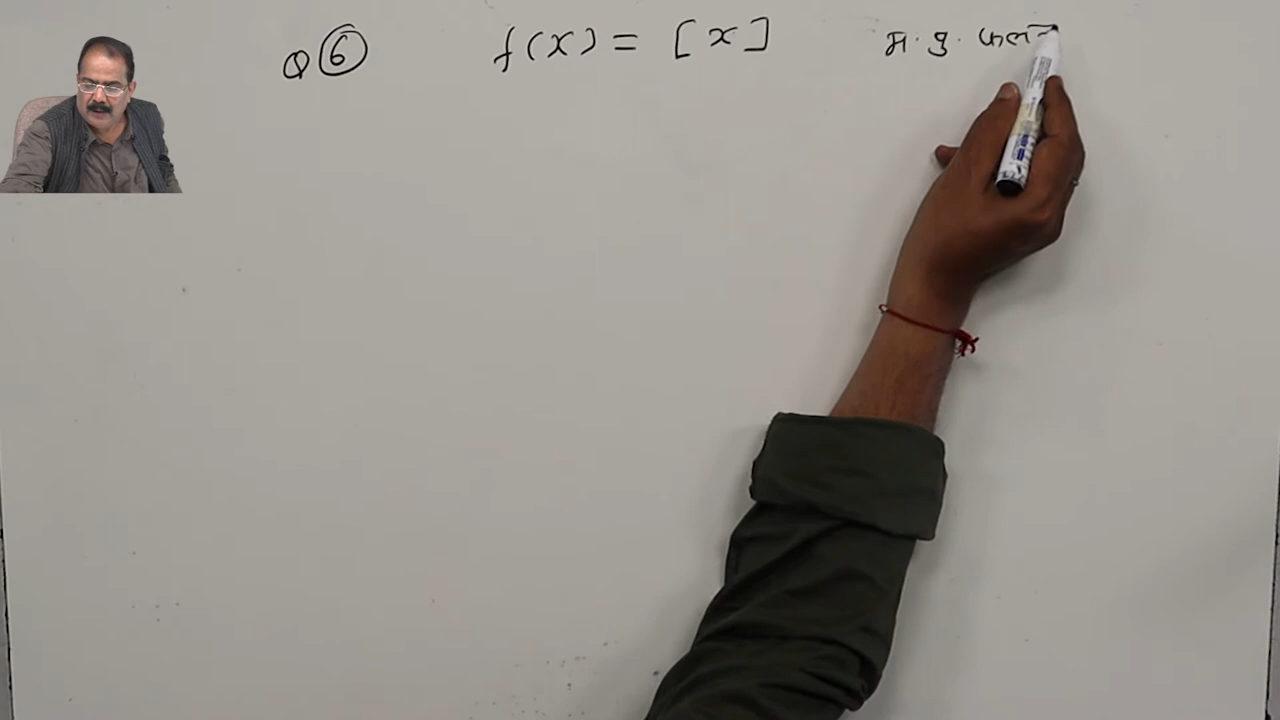 Q ⑥ f(x) = [x] म. पु. फलन